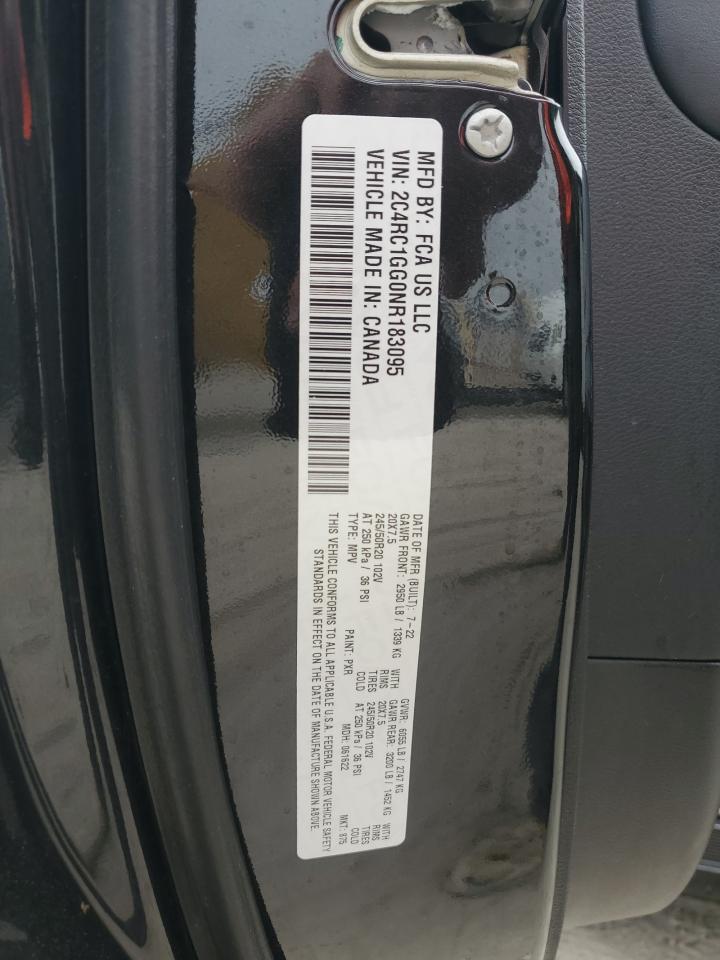 MFD BY: FCA US LLC
VIN: 2C4RC1GG0NR183095
VEHICLE MADE IN: CANADA
DATE OF MFR (BUILT): 7-22 GVWR: 6055 LB / 2747 KG
GAWR FRONT: 2950 LB / 1339 KG WITH GAWR REAR: 3200 LB / 1452 KG WITH
20X7.5 RIMS 20X7.5 RIMS
245/50R20 102V TIRES 245/50R20 102V TIRES
AT 250 kPa / 36 PSI COLD AT 250 kPa / 36 PSI COLD
TYPE: MPV PAINT: PXR MDH: 061622 MKT: 875
THIS VEHICLE CONFORMS TO ALL APPLICABLE U.S.A. FEDERAL MOTOR VEHICLE SAFETY
STANDARDS IN EFFECT ON THE DATE OF MANUFACTURE SHOWN ABOVE.